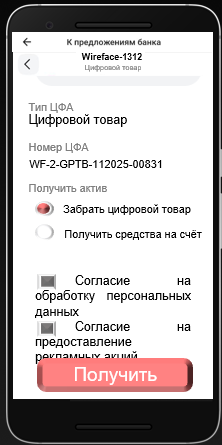 К предложениям банка
Wireface-1312
Цифровой товар
Тип ЦФА
Цифровой товар
Номер ЦФА
WF-2-GPTB-112025-00831
Получить актив
Забрать цифровой товар
Получить средства на счёт
Согласие на
обработку персональных
данных
Согласие на
предоставление
рекламных акций
Получить